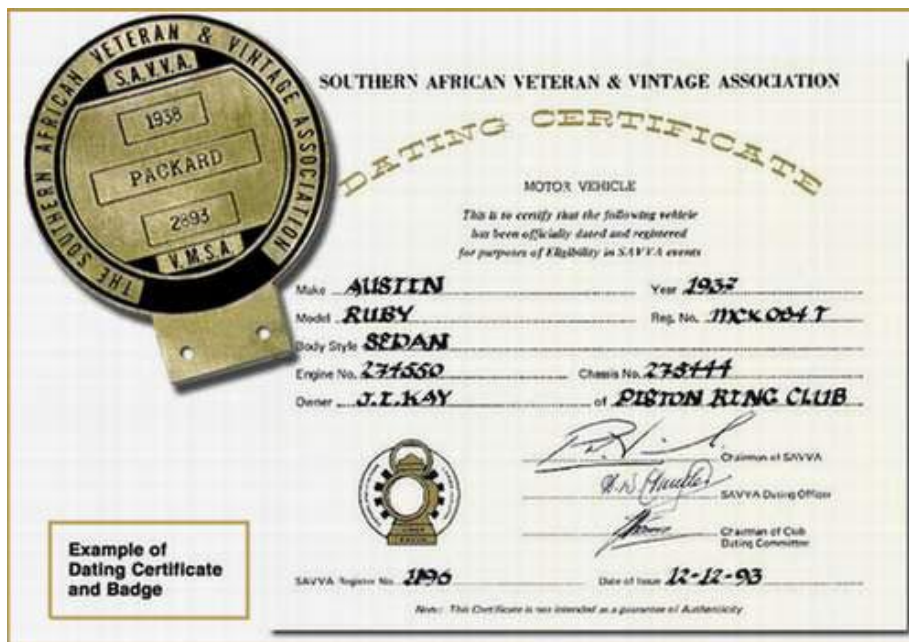 THE SOUTHERN AFRICAN VETERAN & VINTAGE ASSOCIATION
S.A.V.V.A.
1938
PACKARD
2893
V.M.S.A.
SOUTHERN AFRICAN VETERAN & VINTAGE ASSOCIATION
DATING CERTIFICATE
MOTOR VEHICLE
This is to certify that the following vehicle
has been officially dated and registered
for purposes of Eligibility in SAVVA events
Make AUSTIN Year 1937
Model RUBY Reg. No. MCK084T
Body Style SEDAN
Engine No. 274550 Chassis No. 273444
Owner J.I.KAY of PISTON RING CLUB
Chairman of SAVVA
SAVVA Dating Officer
Chairman of Club
Dating Committee
SAVVA Register No. 1896 Date of Issue 12-12-93
Note: This Certificate is not intended as a guarantee of Authenticity
Example of
Dating Certificate
and Badge